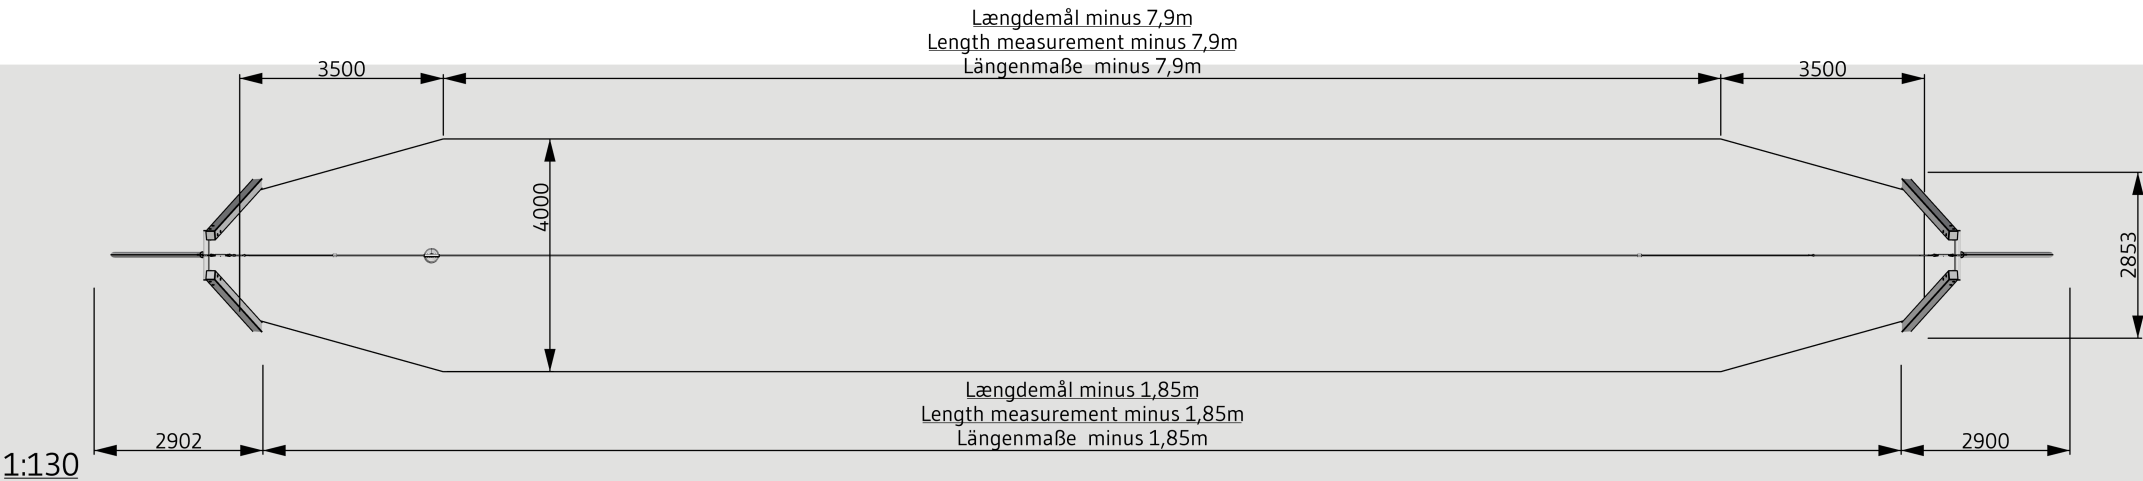 Længdemål minus 7,9m
Length measurement minus 7,9m
Längenmaße minus 7,9m
3500
3500
4000
2853
Længdemål minus 1,85m
Length measurement minus 1,85m
Längenmaße minus 1,85m
2902
2900
1:130